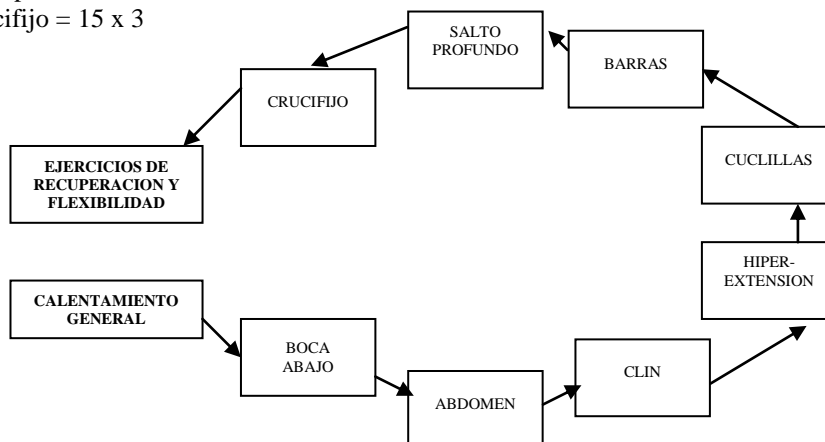 cifijo = 15 x 3
SALTO
PROFUNDO
BARRAS
CRUCIFIJO
CUCLILLAS
EJERCICIOS DE
RECUPERACION Y
FLEXIBILIDAD
HIPER-
EXTENSION
CALENTAMIENTO
GENERAL
BOCA
ABAJO
CLIN
ABDOMEN